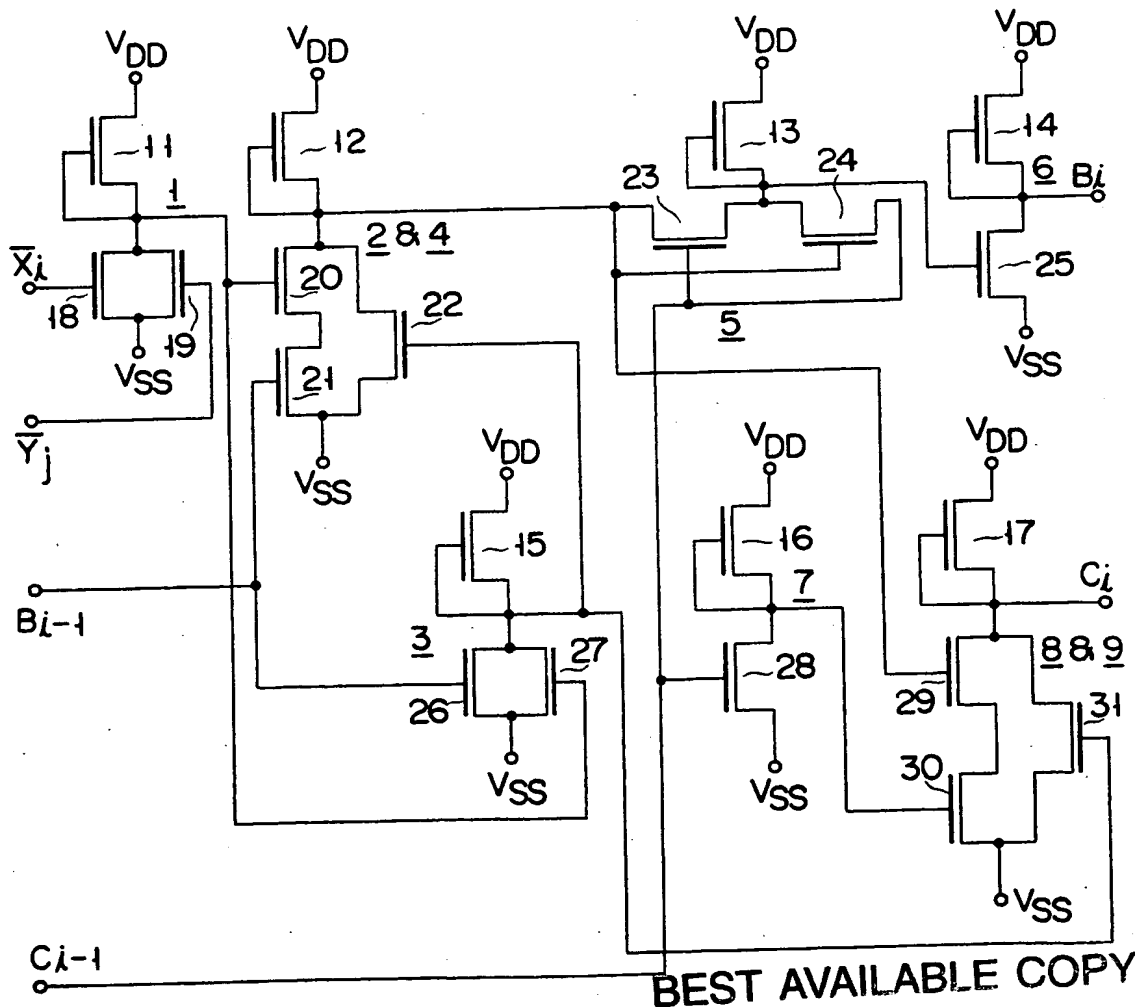 VDD
VDD
VDD
VDD
11
12
13
14
1
2 & 4
23
24
6
Bi
X̅i
18
19
20
22
25
5
VSS
21
VSS
Y̅j
VSS
VDD
VDD
VDD
15
16
17
7
Ci
Bi-1
3
26
27
28
8 & 9
29
31
VSS
30
VSS
VSS
Ci-1
BEST AVAILABLE COPY